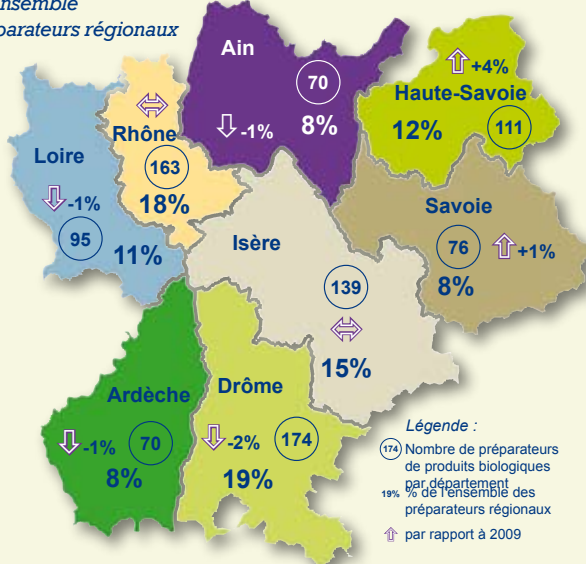 ensemble
parateurs régionaux
Ain
70
-1%
8%
+4%
Haute-Savoie
12%
111
Rhône
163
18%
Loire
-1%
95
11%
Savoie
76
+1%
8%
Isère
139
15%
Ardèche
-1%
70
8%
Drôme
-2%
174
19%
Légende :
174 Nombre de préparateurs
de produits biologiques
par département
19% % de l'ensemble des
préparateurs régionaux
par rapport à 2009